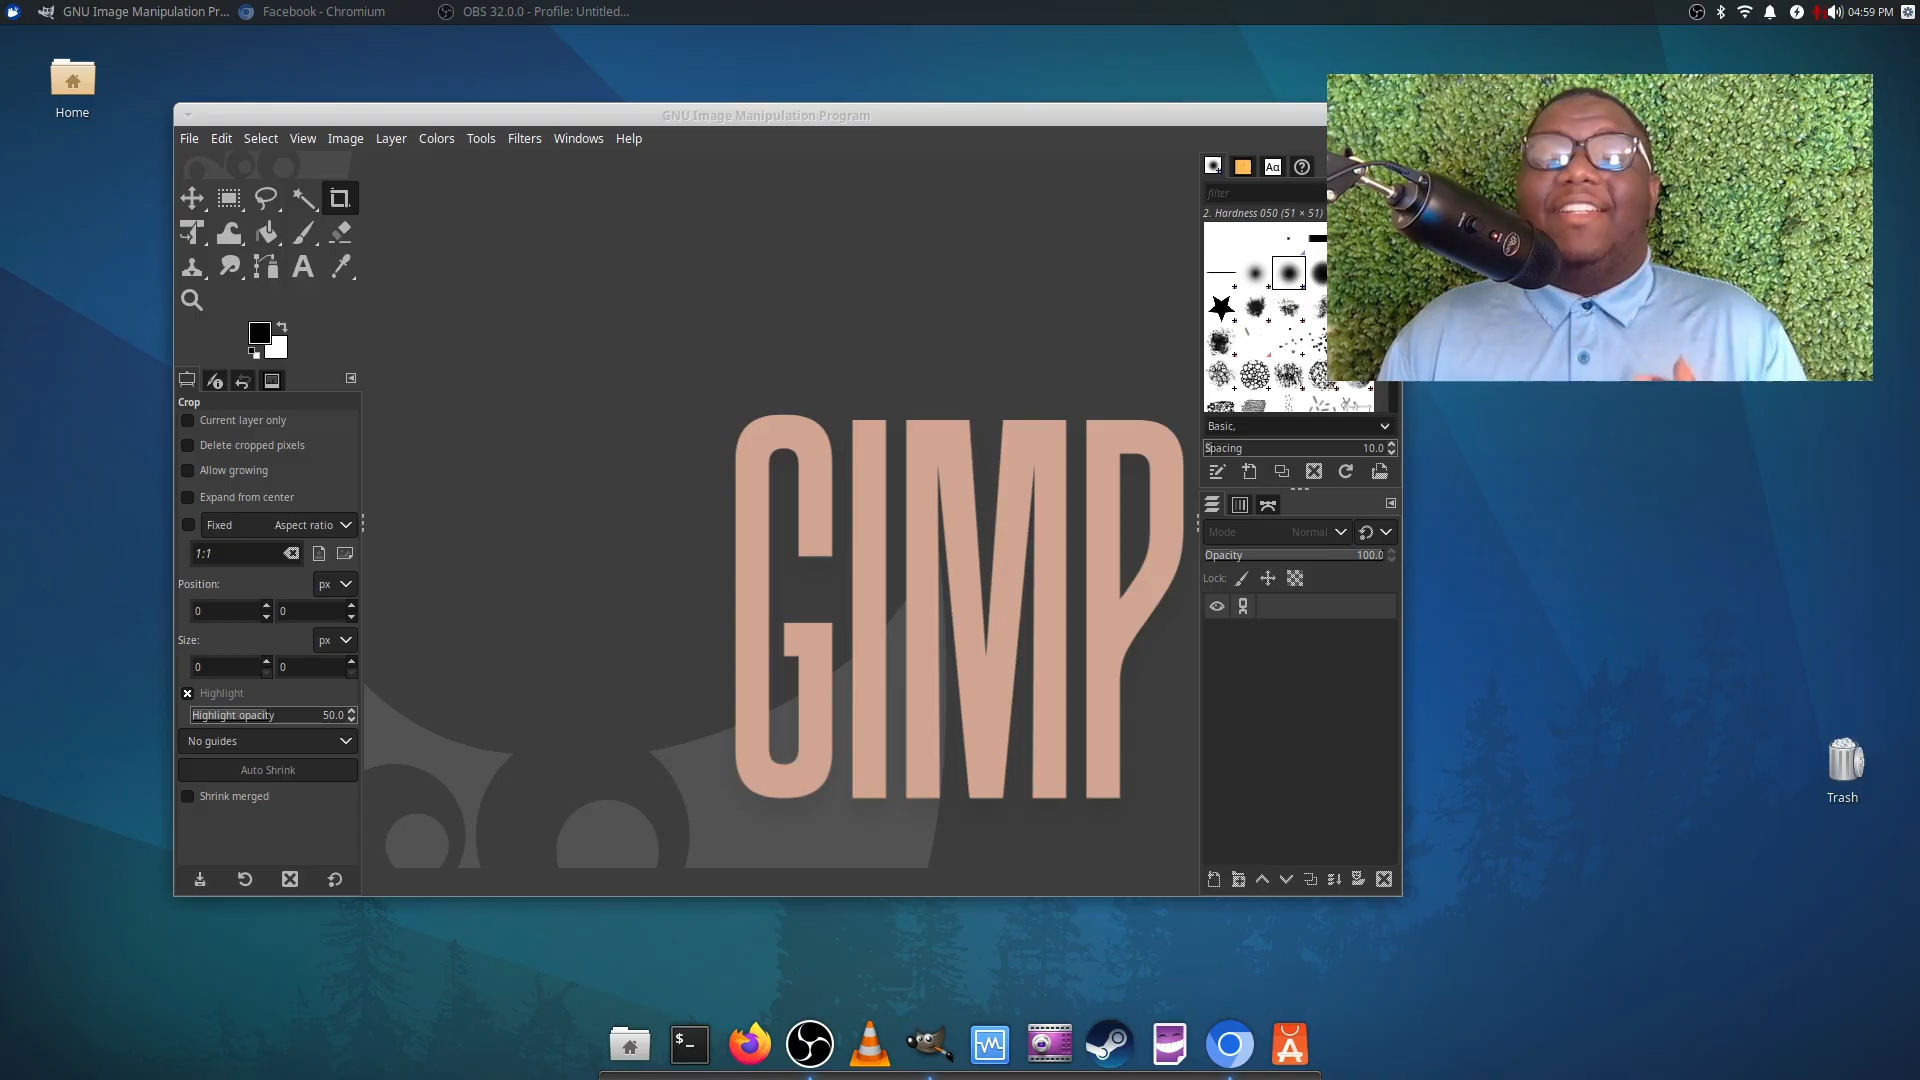 GNU Image Manipulation Pr...
Facebook - Chromium
OBS 32.0.0 - Profile: Untitled...
04:59 PM
Home
GNU Image Manipulation Program
File Edit Select View Image Layer Colors Tools Filters Windows Help
filter
2. Hardness 050 (51 × 51)
Crop
Current layer only
Delete cropped pixels
Allow growing
Expand from center
Fixed Aspect ratio
1:1
Position: px
0 0
Size: px
0 0
Highlight
Highlight opacity 50.0
No guides
Auto Shrink
Shrink merged
GIMP
Basic,
Spacing 10.0
Mode Normal
Opacity 100.0
Lock:
Trash